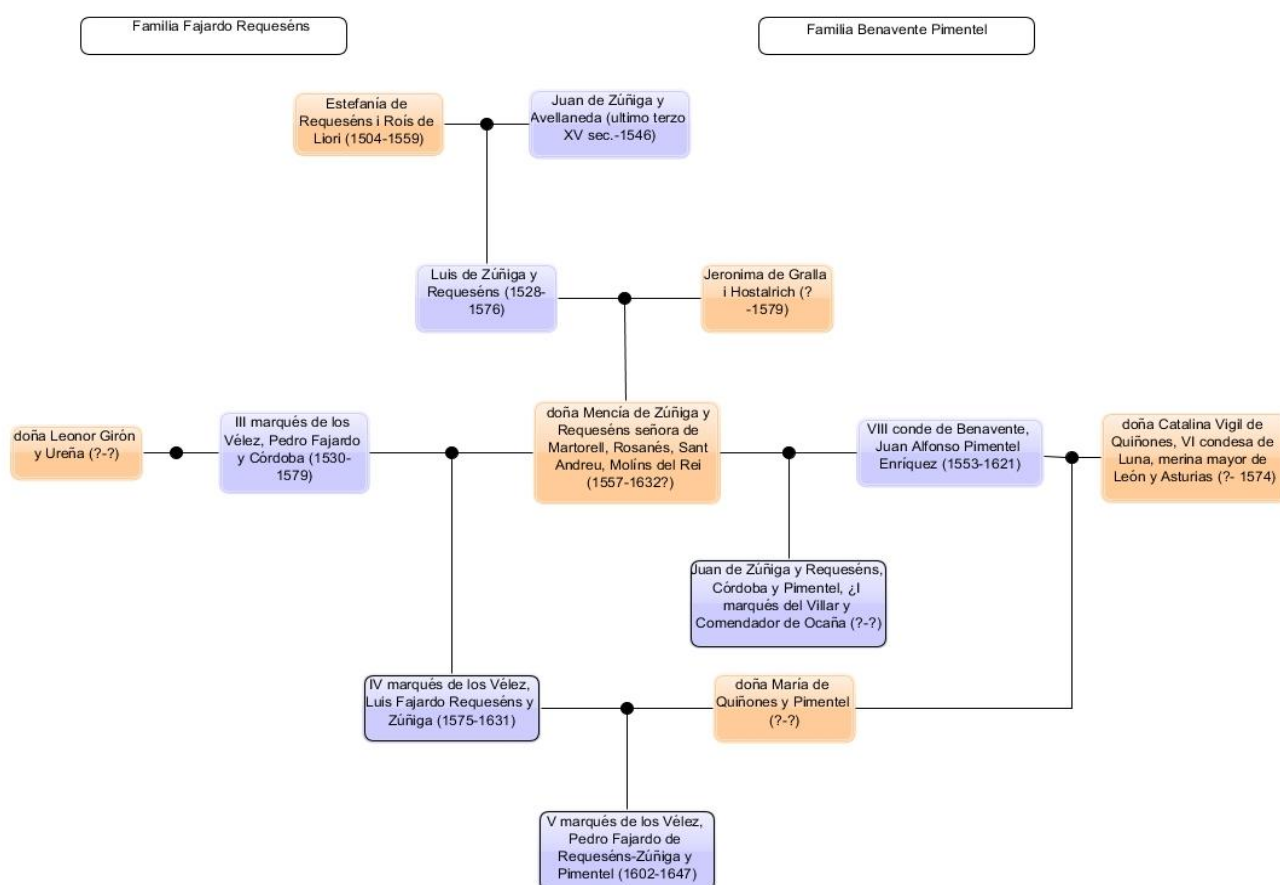 Familia Fajardo Requeséns
Familia Benavente Pimentel
Estefanía de
Requeséns i Roís de
Liori (1504-1559)
Juan de Zúñiga y
Avellaneda (ultimo terzo
XV sec.-1546)
Luis de Zúñiga y
Requeséns (1528-
1576)
Jeronima de Gralla
i Hostalrich (?
-1579)
doña Leonor Girón
y Ureña (?-?)
III marqués de los
Vélez, Pedro Fajardo
y Córdoba (1530-
1579)
doña Mencía de Zúñiga y
Requeséns señora de
Martorell, Rosanés, Sant
Andreu, Molíns del Rei
(1557-1632?)
VIII conde de Benavente,
Juan Alfonso Pimentel
Enríquez (1553-1621)
doña Catalina Vigil de
Quiñones, VI condesa de
Luna, merina mayor de
León y Asturias (?- 1574)
Juan de Zúñiga y Requeséns,
Córdoba y Pimentel, ¿I
marqués del Villar y
Comendador de Ocaña (?-?)
IV marqués de los Vélez,
Luis Fajardo Requeséns y
Zúñiga (1575-1631)
doña María de
Quiñones y Pimentel
(?-?)
V marqués de los Vélez,
Pedro Fajardo de
Requeséns-Zúñiga y
Pimentel (1602-1647)